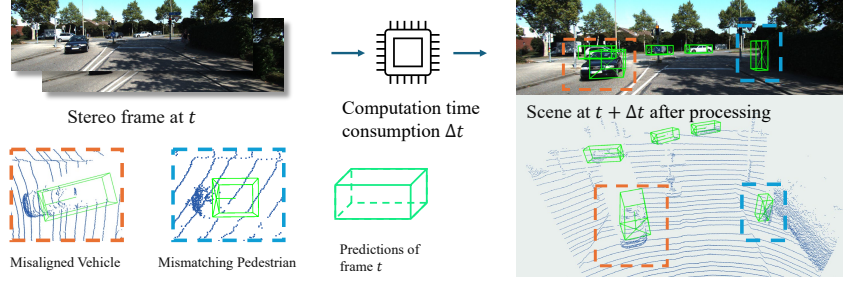 Stereo frame at t
Computation time
consumption Δt
Scene at t + Δt after processing
Misaligned Vehicle
Mismatching Pedestrian
Predictions of
frame t